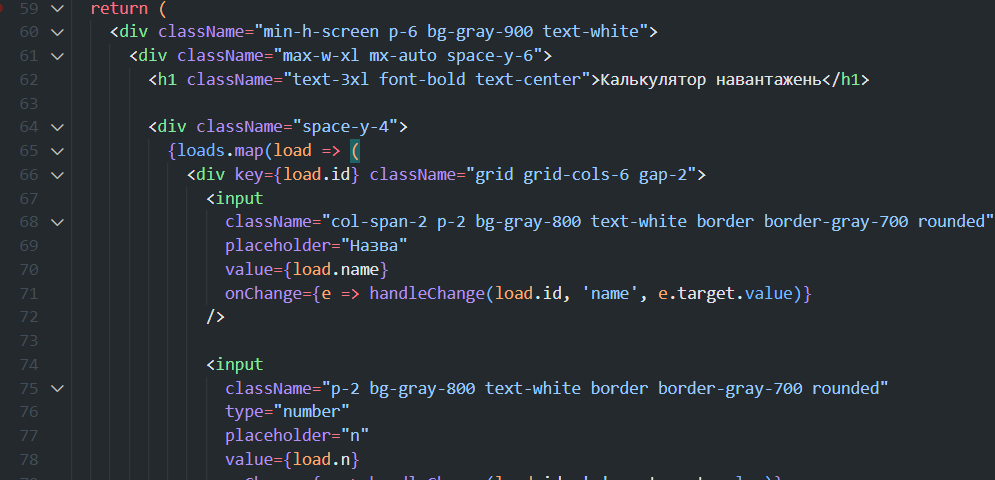 59 return (
60 <div className="min-h-screen p-6 bg-gray-900 text-white">
61 <div className="max-w-xl mx-auto space-y-6">
62 <h1 className="text-3xl font-bold text-center">Калькулятор навантажень</h1>
63
64 <div className="space-y-4">
65 {loads.map(load => (
66 <div key={load.id} className="grid grid-cols-6 gap-2">
67 <input
68 className="col-span-2 p-2 bg-gray-800 text-white border border-gray-700 rounded"
69 placeholder="Назва"
70 value={load.name}
71 onChange={e => handleChange(load.id, 'name', e.target.value)}
72 />
73
74 <input
75 className="p-2 bg-gray-800 text-white border border-gray-700 rounded"
76 type="number"
77 placeholder="n"
78 value={load.n}